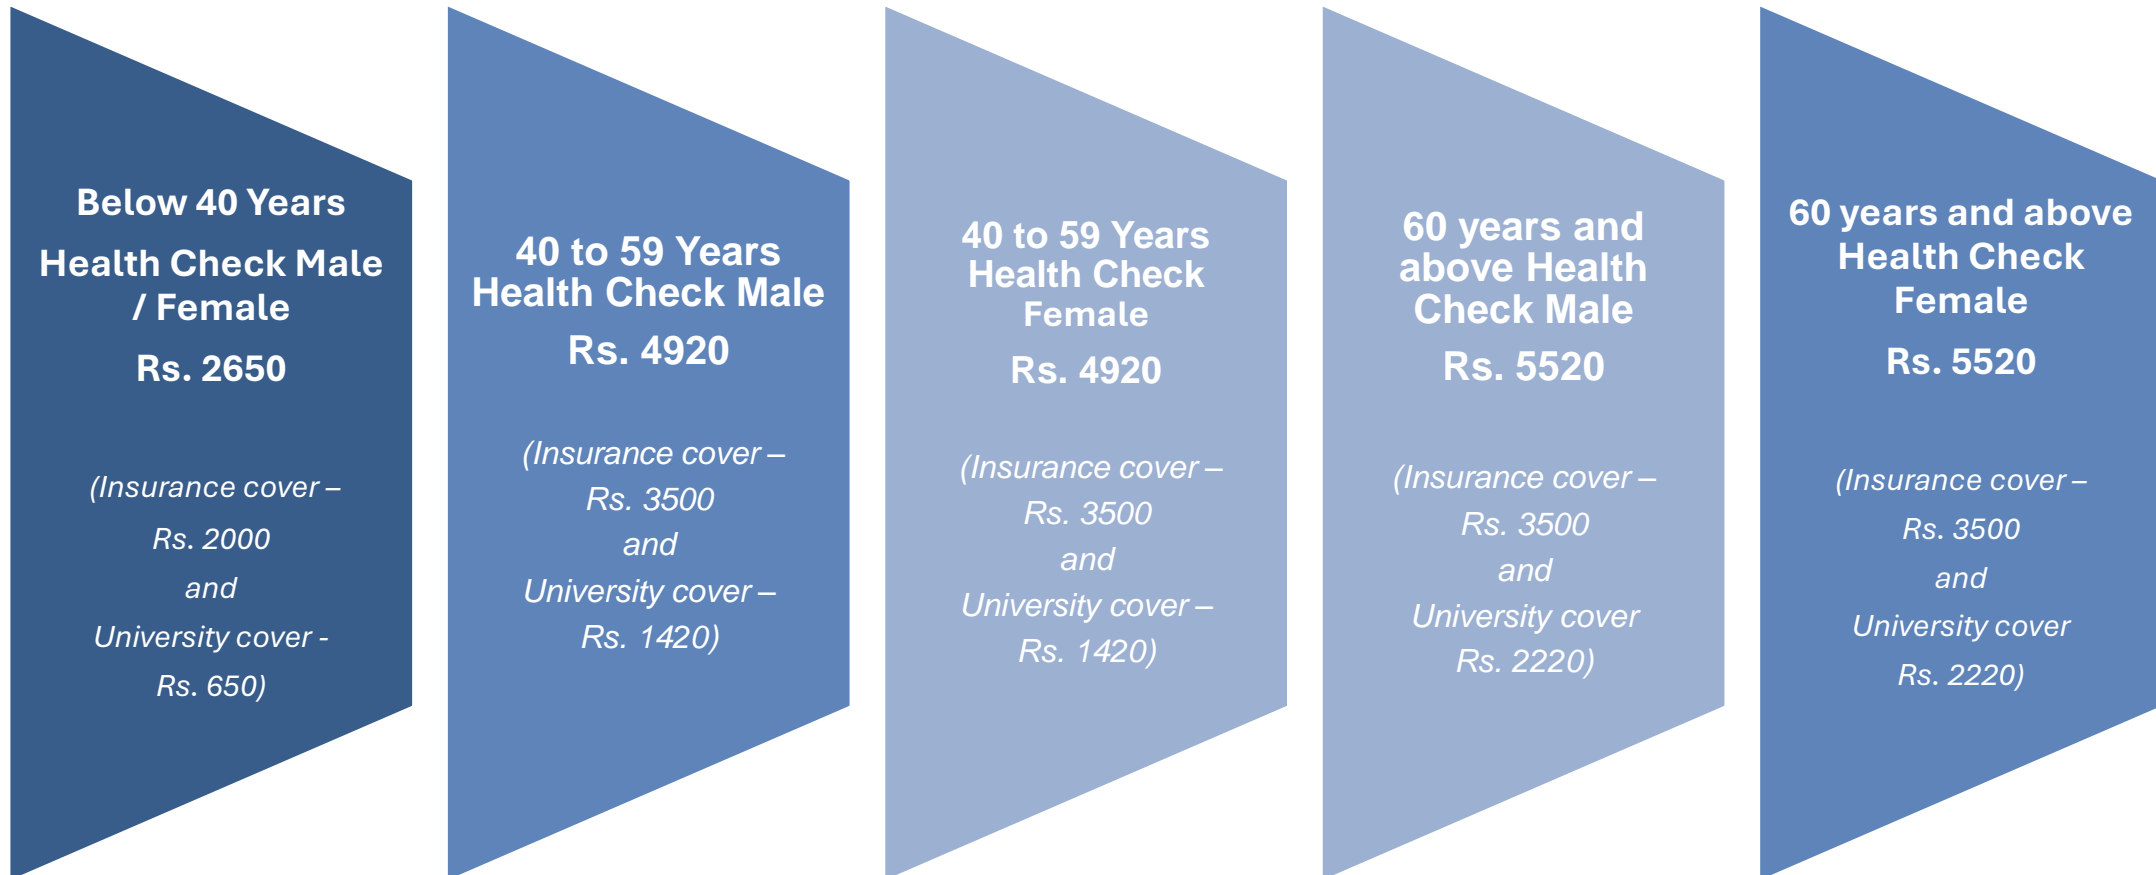 Below 40 Years
Health Check Male
/ Female
Rs. 2650
(Insurance cover –
Rs. 2000
and
University cover -
Rs. 650)
40 to 59 Years
Health Check Male
Rs. 4920
(Insurance cover –
Rs. 3500
and
University cover –
Rs. 1420)
40 to 59 Years
Health Check
Female
Rs. 4920
(Insurance cover –
Rs. 3500
and
University cover –
Rs. 1420)
60 years and
above Health
Check Male
Rs. 5520
(Insurance cover –
Rs. 3500
and
University cover
Rs. 2220)
60 years and above
Health Check
Female
Rs. 5520
(Insurance cover –
Rs. 3500
and
University cover
Rs. 2220)